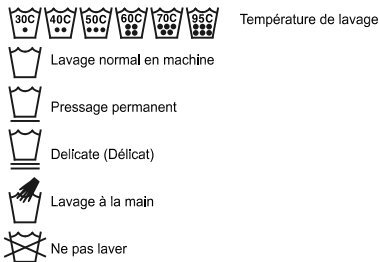 30C 40C 50C 60C 70C 95C Température de lavage
Lavage normal en machine
Pressage permanent
Delicate (Délicat)
Lavage à la main
Ne pas laver